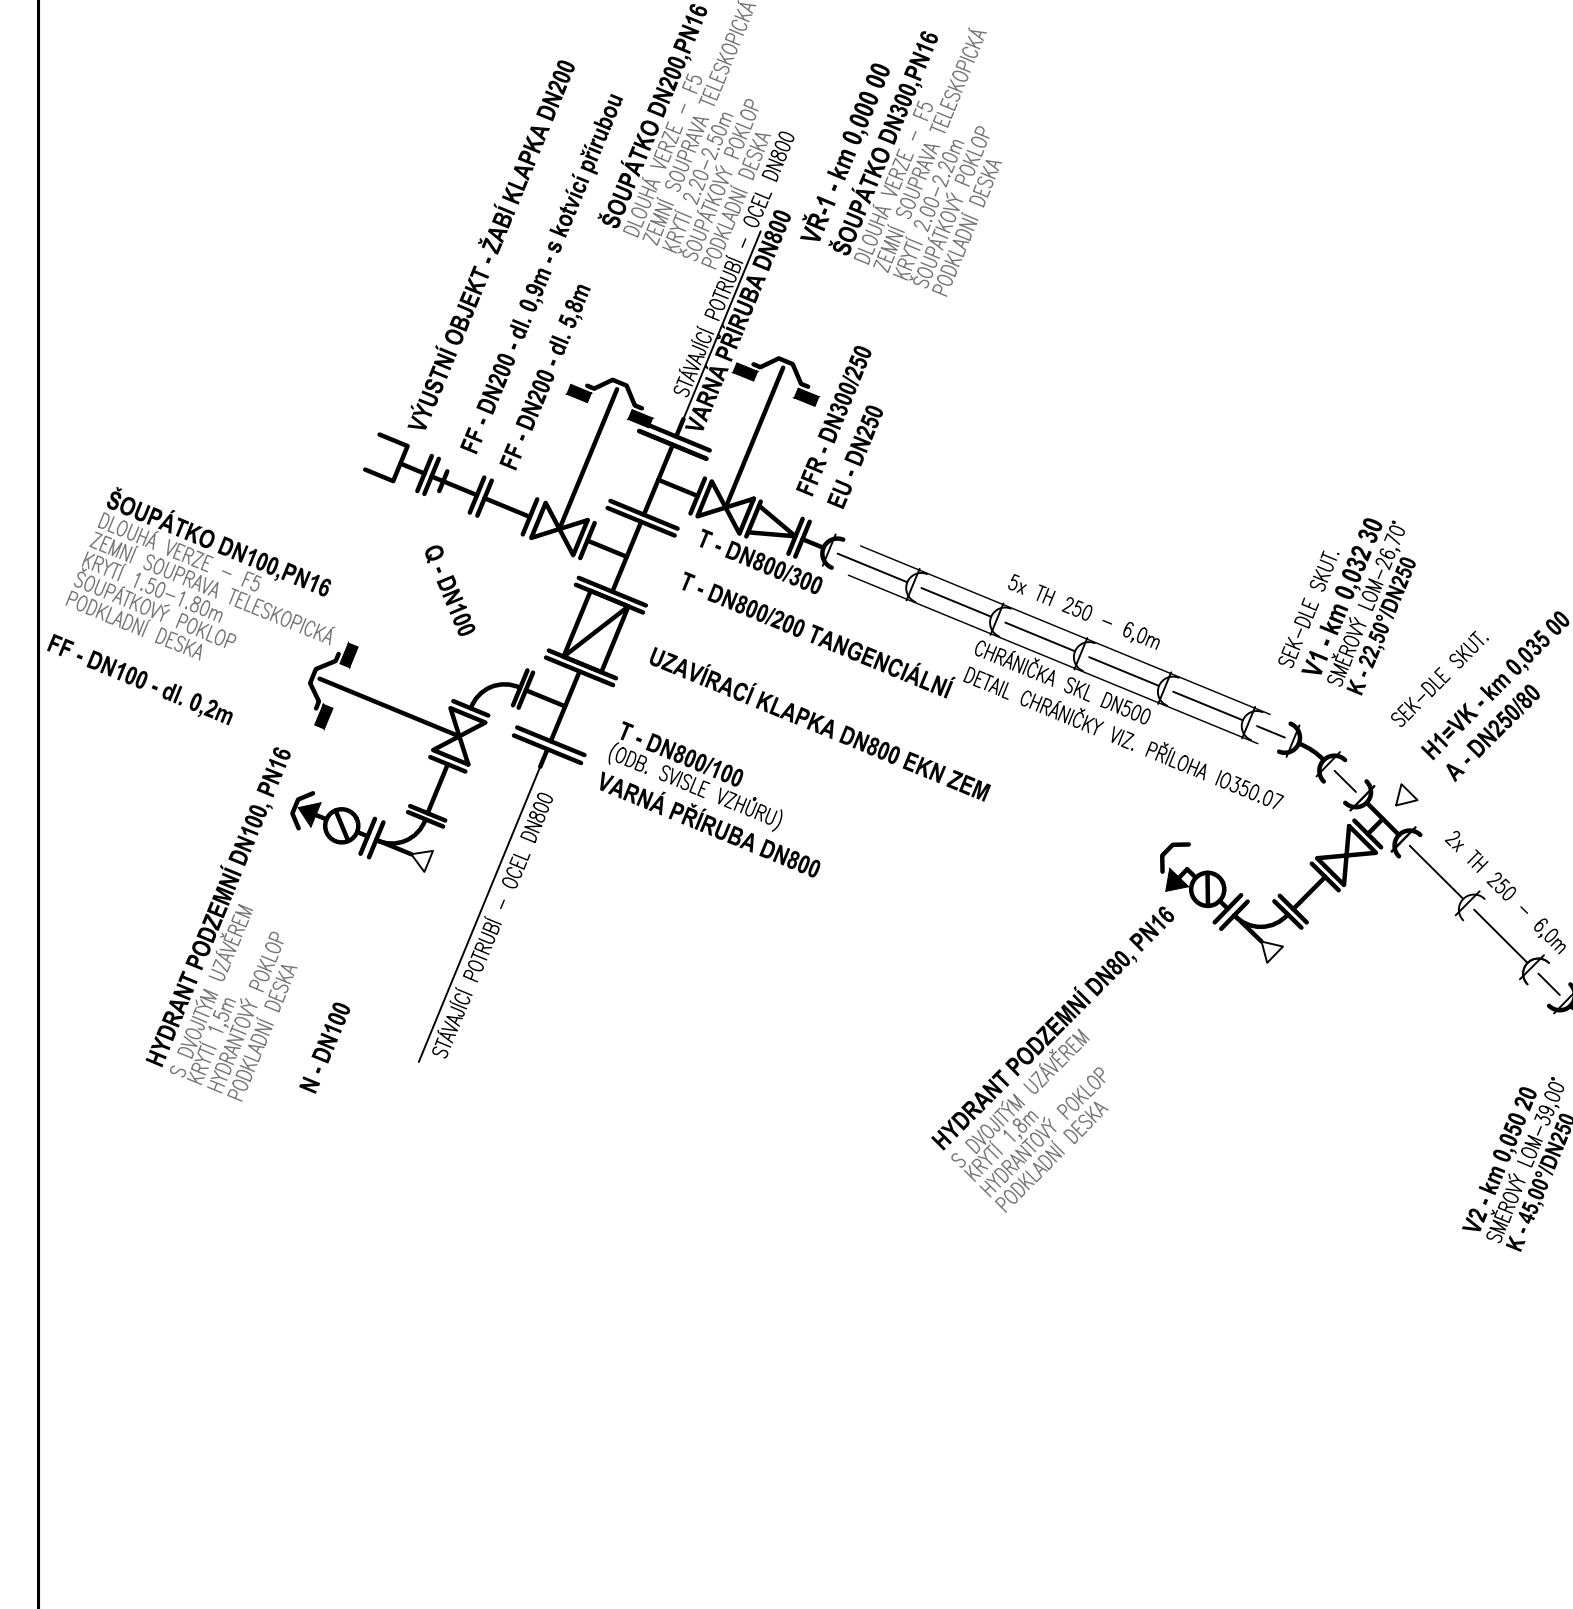 VÝUSTNÍ OBJEKT - ŽABÍ KLAPKA DN200
FF - DN200 - dl. 0,9m - s kotvící přírubou
FF - DN200 - dl. 5,8m
ŠOUPÁTKO DN200,PN16
DLOUHÁ VERZE – F5
ZEMNÍ SOUPRAVA TELESKOPICKÁ
KRYTÍ 2.20–2.50m
ŠOUPÁTKOVÝ POKLOP
PODKLADNÍ DESKA
STÁVAJÍCÍ POTRUBÍ – OCEL DN800
VARNÁ PŘÍRUBA DN800
VŘ-1 - km 0,000 00
ŠOUPÁTKO DN300,PN16
DLOUHÁ VERZE – F5
ZEMNÍ SOUPRAVA TELESKOPICKÁ
KRYTÍ 2.00–2.20m
ŠOUPÁTKOVÝ POKLOP
PODKLADNÍ DESKA
FFR - DN300/250
EU - DN250
ŠOUPÁTKO DN100,PN16
DLOUHÁ VERZE – F5
ZEMNÍ SOUPRAVA TELESKOPICKÁ
KRYTÍ 1.50–1.80m
ŠOUPÁTKOVÝ POKLOP
PODKLADNÍ DESKA
FF - DN100 - dl. 0,2m
Q - DN100
T - DN800/300
T - DN800/200 TANGENCIÁLNÍ
UZAVÍRACÍ KLAPKA DN800 EKN ZEM
T - DN800/100
(ODB. SVISLE VZHŮRU)
VARNÁ PŘÍRUBA DN800
STÁVAJÍCÍ POTRUBÍ – OCEL DN800
HYDRANT PODZEMNÍ DN100, PN16
S DVOJITÝM UZÁVĚREM
KRYTÍ 1,5m
HYDRANTOVÝ POKLOP
PODKLADNÍ DESKA
N - DN100
5x TH 250 – 6,0m
CHRÁNIČKA SKL DN500
DETAIL CHRÁNIČKY VIZ. PŘÍLOHA IO350.07
SEK–DLE SKUT.
V1 - km 0,032 30
SMĚROVÝ LOM–26,70°
K - 22,50°/DN250
SEK–DLE SKUT.
H1=VK - km 0,035 00
A - DN250/80
2x TH 250 – 6,0m
HYDRANT PODZEMNÍ DN80, PN16
S DVOJITÝM UZÁVĚREM
KRYTÍ 1,8m
HYDRANTOVÝ POKLOP
PODKLADNÍ DESKA
V2 - km 0,050 20
SMĚROVÝ LOM–39,00°
K - 45,00°/DN250